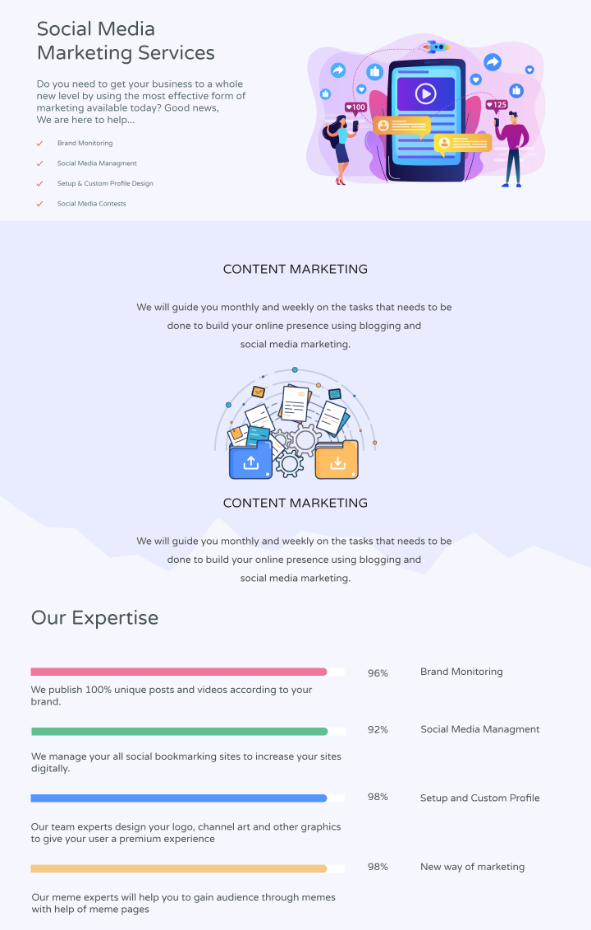 Social Media
Marketing Services
Do you need to get your business to a whole
new level by using the most effective form of
marketing available today? Good news,
We are here to help...
Brand Monitoring
Social Media Managment
Setup & Custom Profile Design
Social Media Contests
100
125
CONTENT MARKETING
We will guide you monthly and weekly on the tasks that needs to be
done to build your online presence using blogging and
social media marketing.
CONTENT MARKETING
We will guide you monthly and weekly on the tasks that needs to be
done to build your online presence using blogging and
social media marketing.
Our Expertise
96% Brand Monitoring
We publish 100% unique posts and videos according to your
brand.
92% Social Media Managment
We manage your all social bookmarking sites to increase your sites
digitally.
98% Setup and Custom Profile
Our team experts design your logo, channel art and other graphics
to give your user a premium experience
98% New way of marketing
Our meme experts will help you to gain audience through memes
with help of meme pages